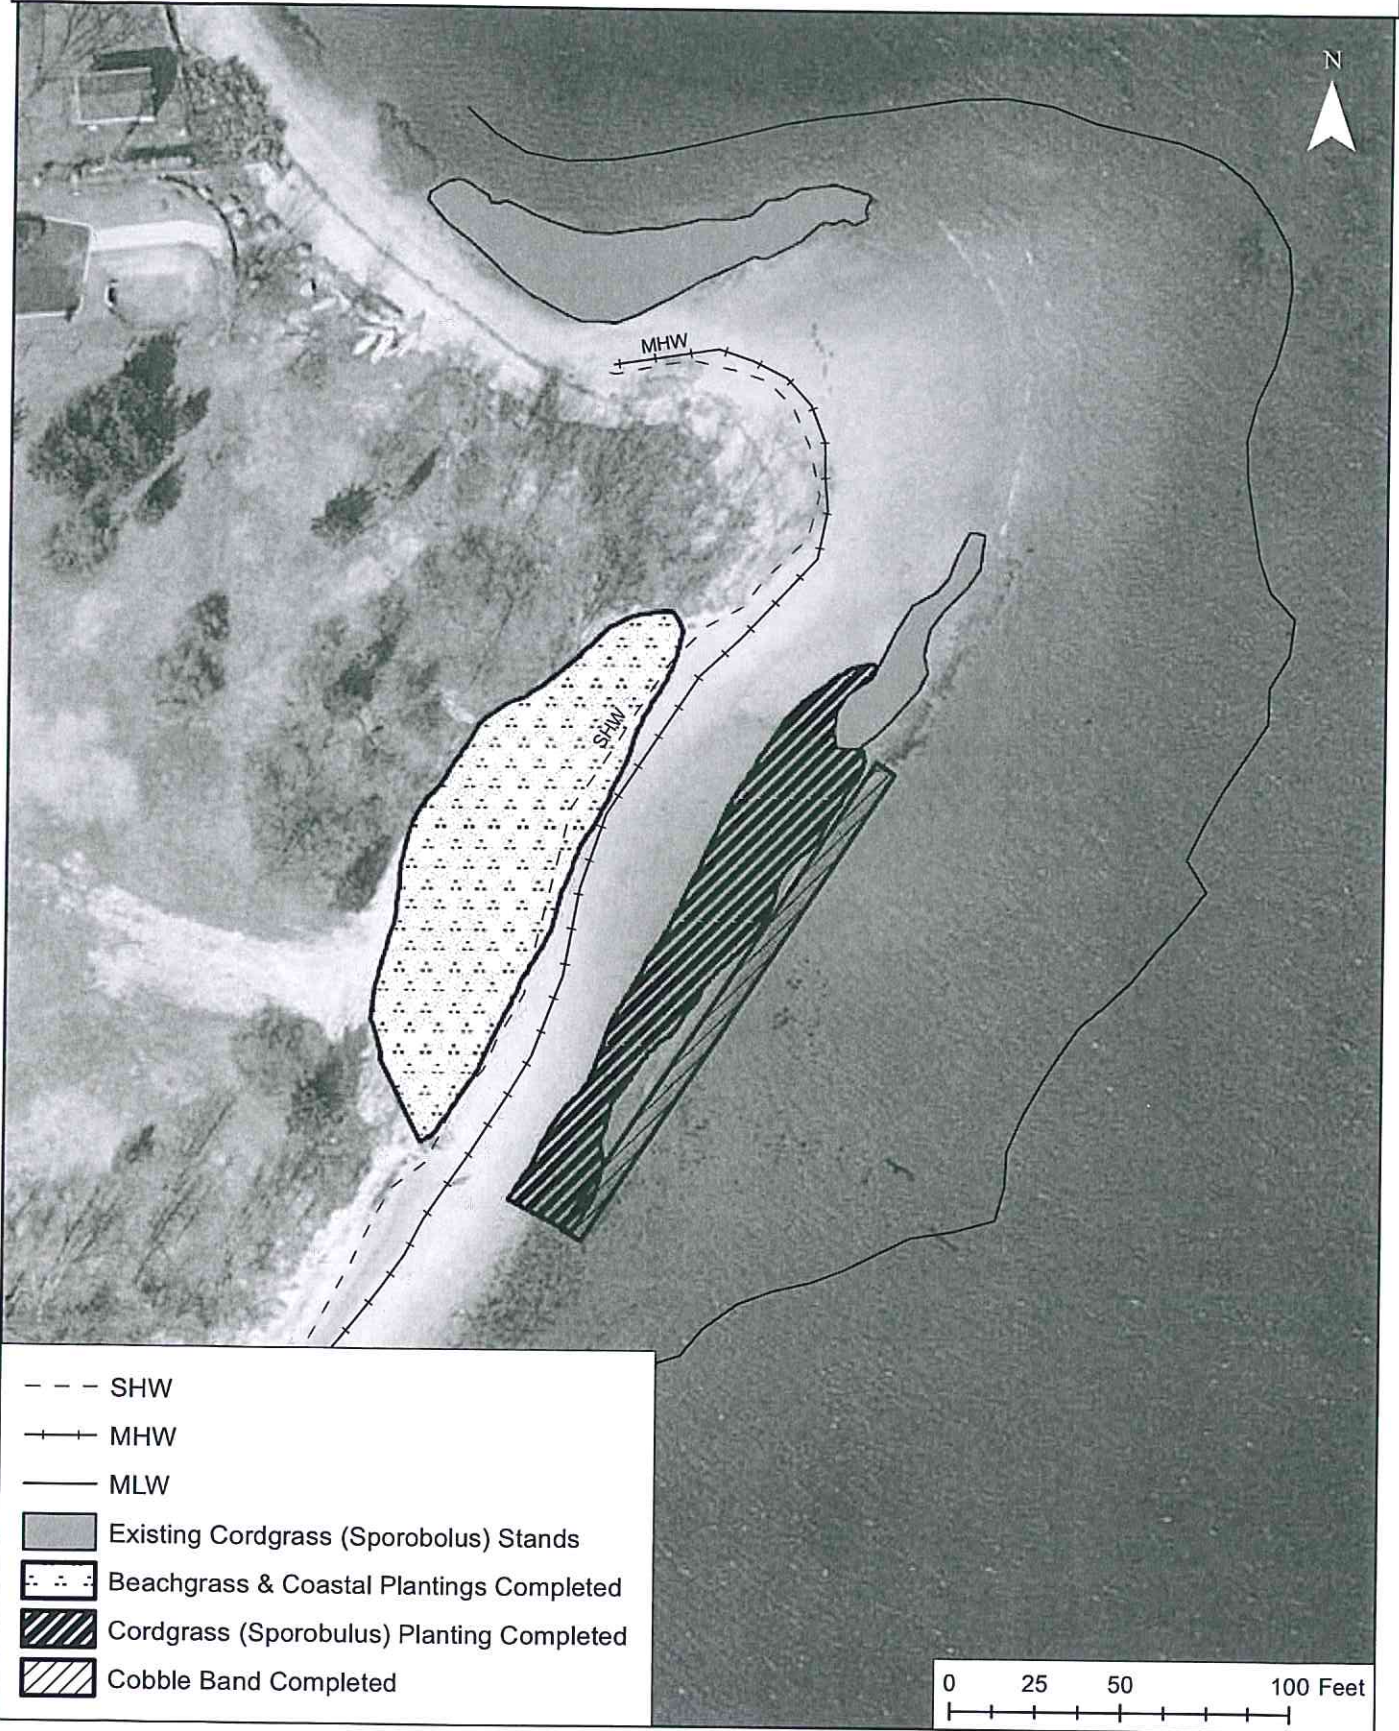 N
MHW
SHW
SHW
MHW
MLW
Existing Cordgrass (Sporobolus) Stands
Beachgrass & Coastal Plantings Completed
Cordgrass (Sporobulus) Planting Completed
Cobble Band Completed
0 25 50 100 Feet